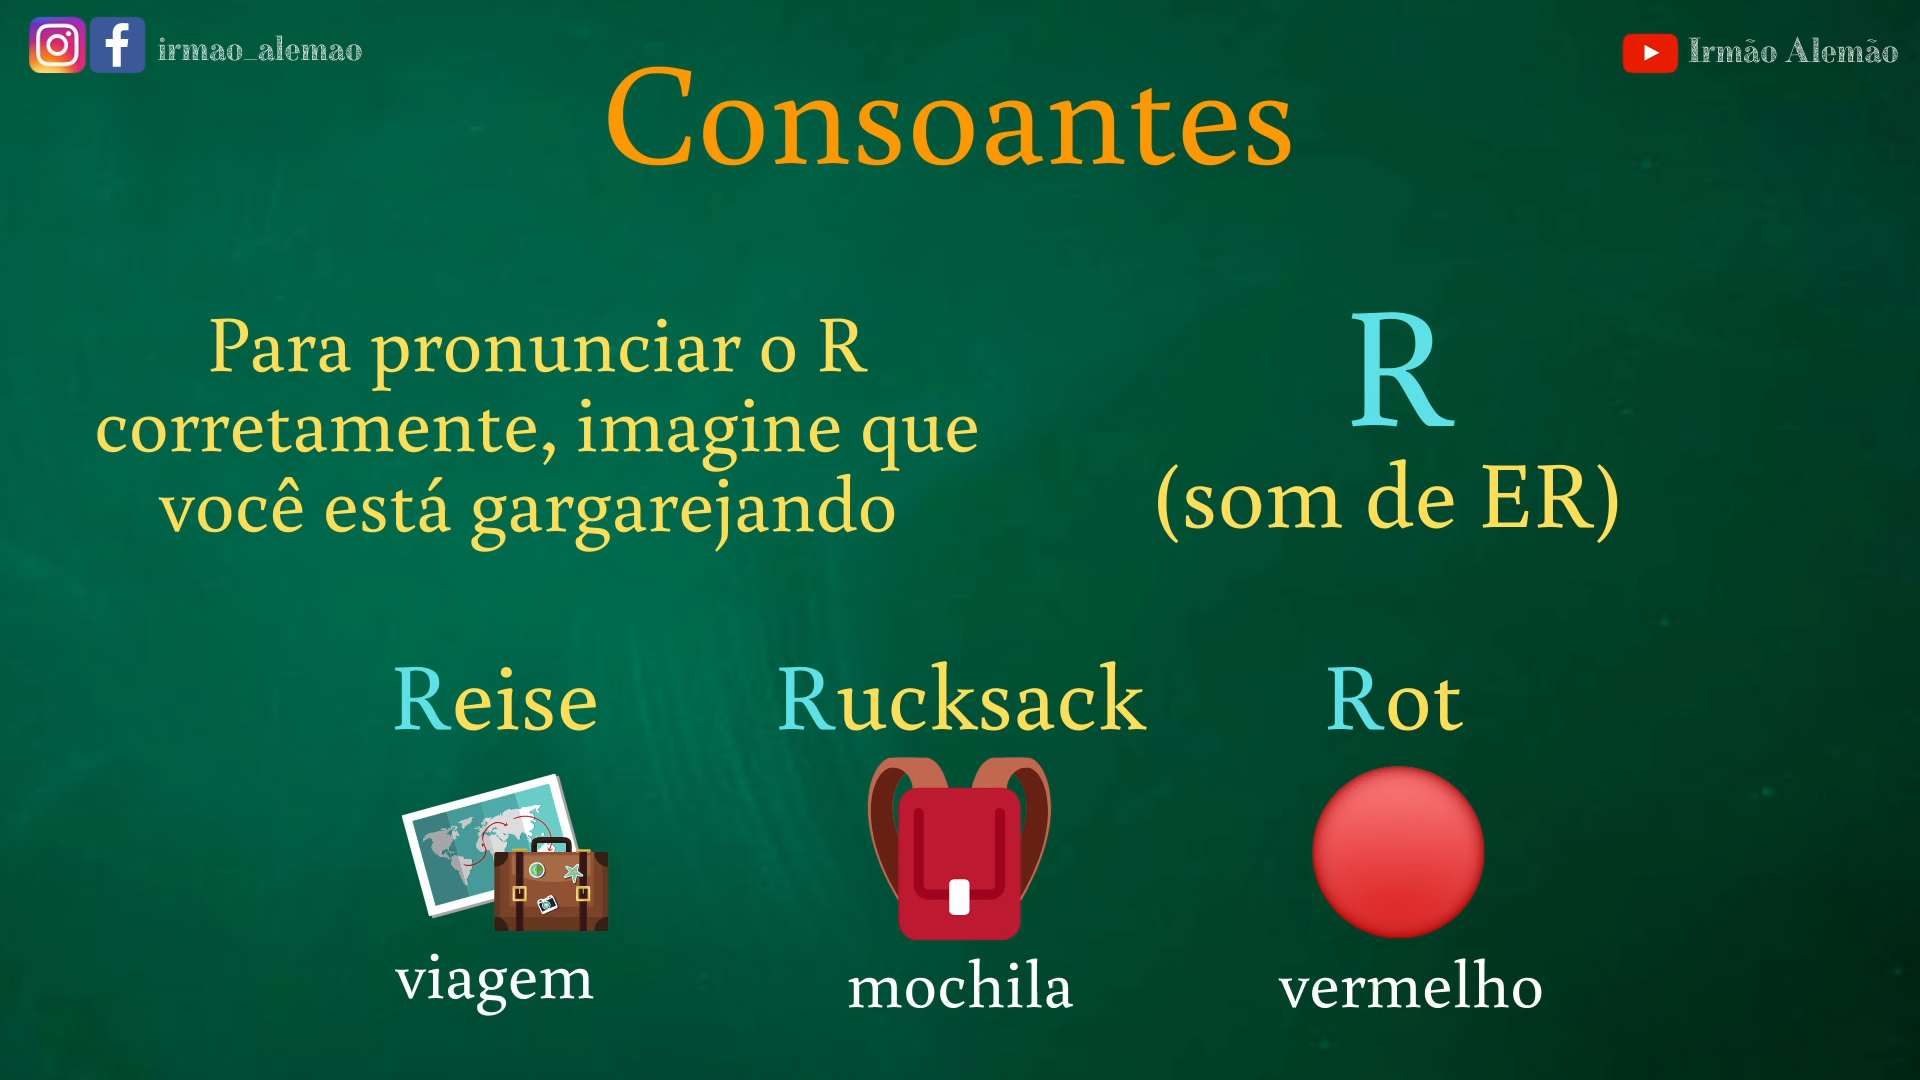 irmao_alemao
Irmão Alemão
Consoantes
Para pronunciar o R
corretamente, imagine que
você está gargarejando
R
(som de ER)
Reise
Rucksack
Rot
viagem
mochila
vermelho